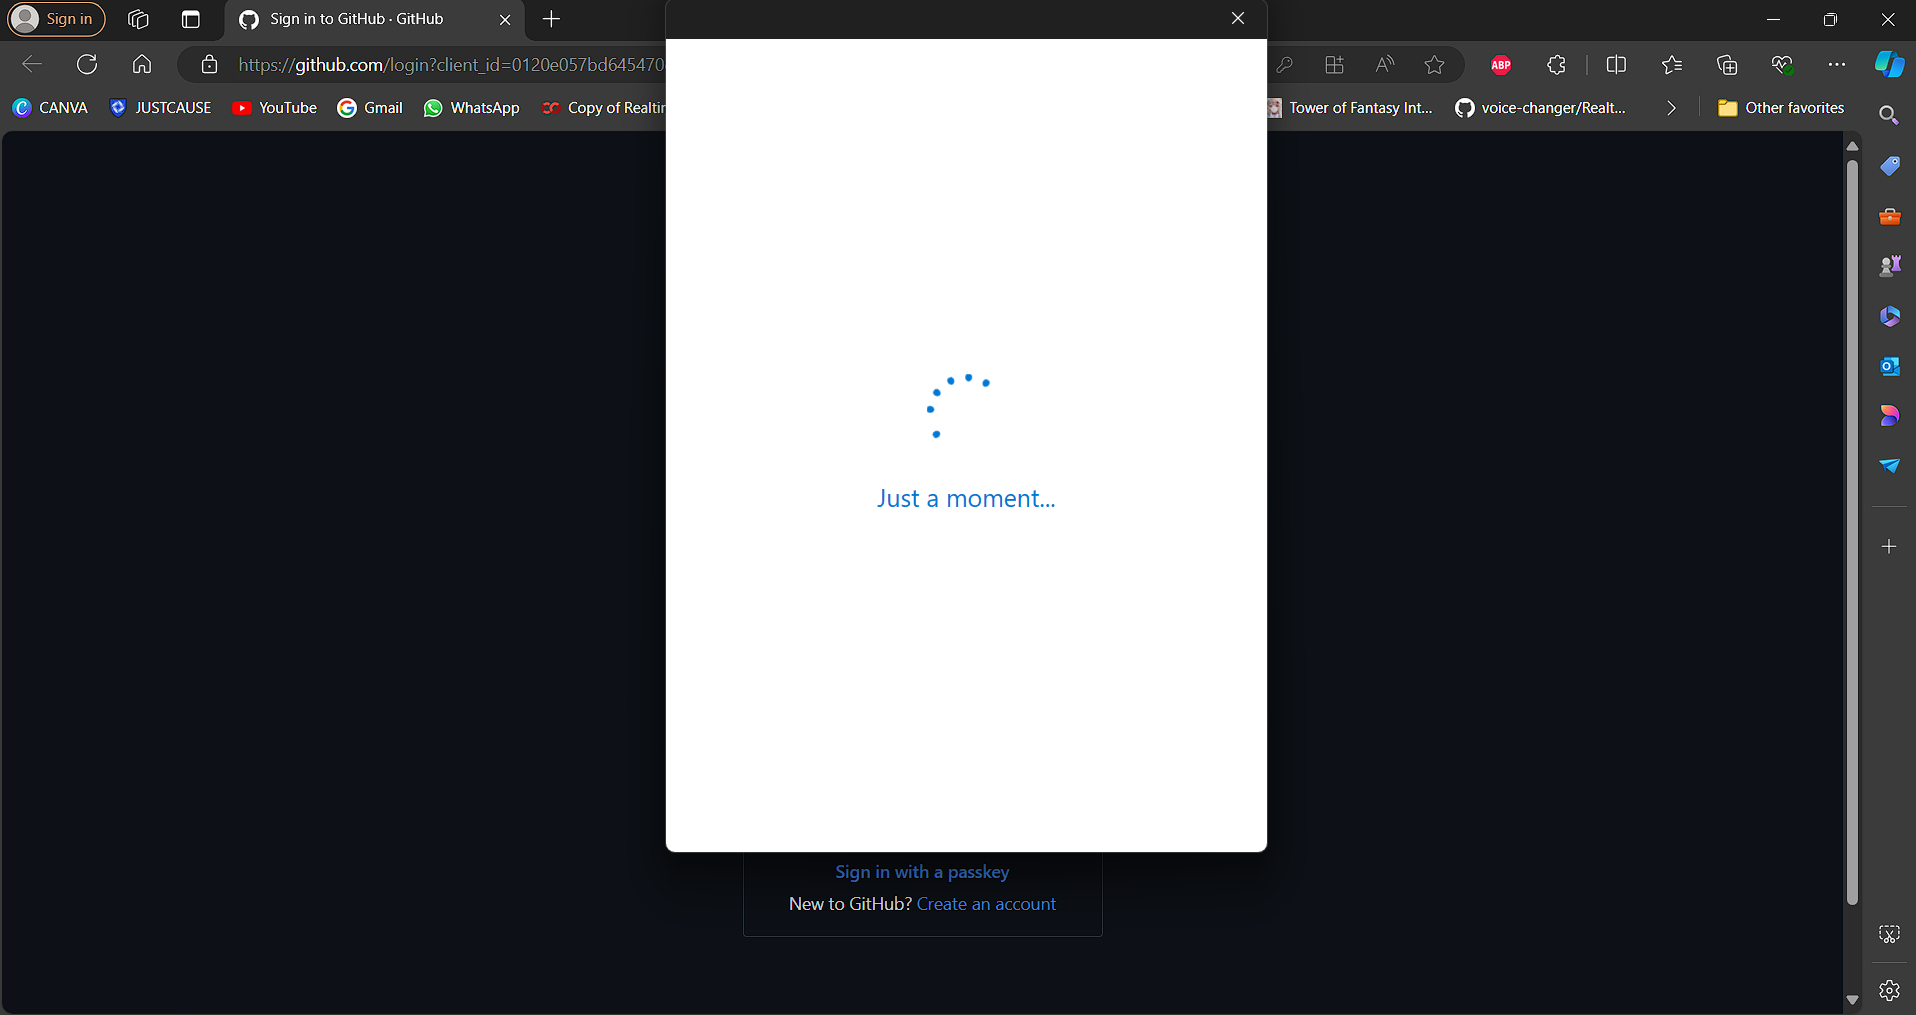 Sign in
Sign in to GitHub · GitHub
https://github.com/login?client_id=0120e057bd645470
ABP
CANVA
JUSTCAUSE
YouTube
Gmail
WhatsApp
Copy of Realtin
Tower of Fantasy Int...
voice-changer/Realt...
Other favorites
Just a moment...
Sign in with a passkey
New to GitHub? Create an account